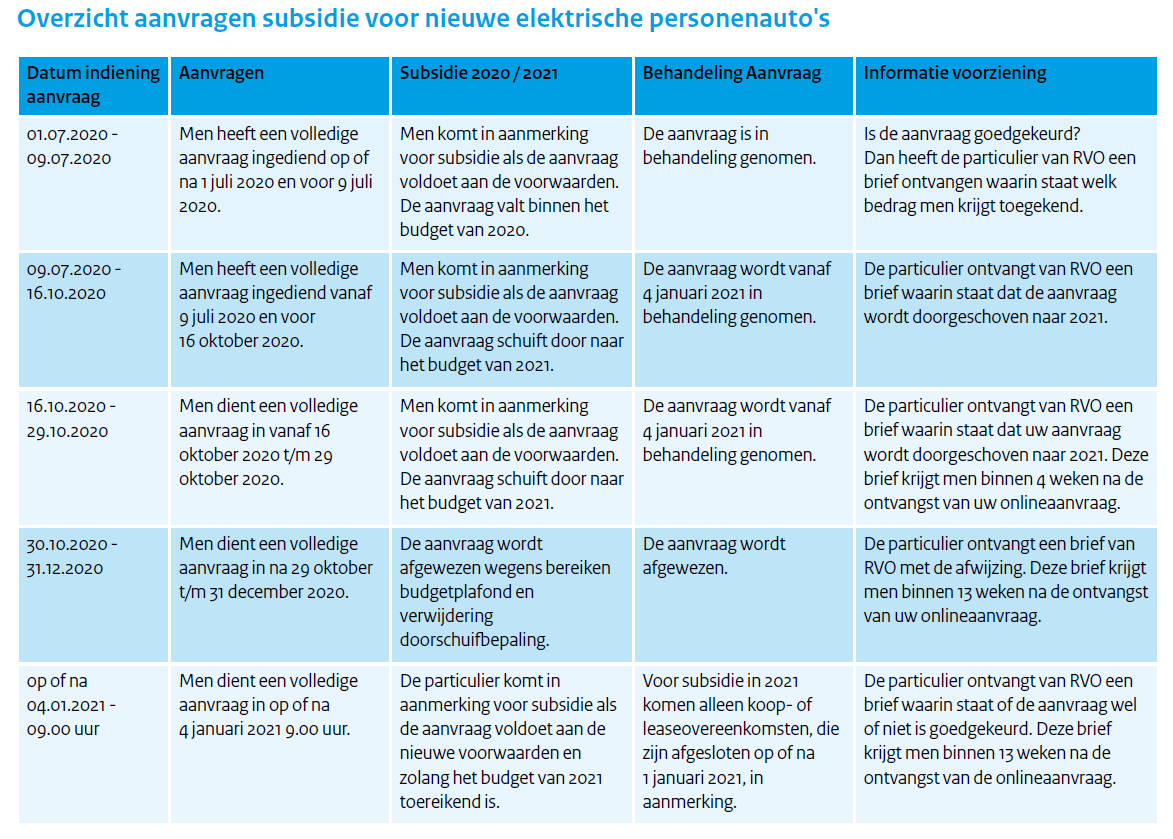 Overzicht aanvragen subsidie voor nieuwe elektrische personenauto's
Datum indiening
aanvraag
Aanvragen
Subsidie 2020 / 2021
Behandeling Aanvraag
Informatie voorziening
01.07.2020 -
09.07.2020
Men heeft een volledige
aanvraag ingediend op of
na 1 juli 2020 en voor 9 juli
2020.
Men komt in aanmerking
voor subsidie als de aanvraag
voldoet aan de voorwaarden.
De aanvraag valt binnen het
budget van 2020.
De aanvraag is in
behandeling genomen.
Is de aanvraag goedgekeurd?
Dan heeft de particulier van RVO een
brief ontvangen waarin staat welk
bedrag men krijgt toegekend.
09.07.2020 -
16.10.2020
Men heeft een volledige
aanvraag ingediend vanaf
9 juli 2020 en voor
16 oktober 2020.
Men komt in aanmerking
voor subsidie als de aanvraag
voldoet aan de voorwaarden.
De aanvraag schuift door naar
het budget van 2021.
De aanvraag wordt vanaf
4 januari 2021 in
behandeling genomen.
De particulier ontvangt van RVO een
brief waarin staat dat de aanvraag
wordt doorgeschoven naar 2021.
16.10.2020 -
29.10.2020
Men dient een volledige
aanvraag in vanaf 16
oktober 2020 t/m 29
oktober 2020.
Men komt in aanmerking
voor subsidie als de aanvraag
voldoet aan de voorwaarden.
De aanvraag schuift door naar
het budget van 2021.
De aanvraag wordt vanaf
4 januari 2021 in
behandeling genomen.
De particulier ontvangt van RVO een
brief waarin staat dat uw aanvraag
wordt doorgeschoven naar 2021. Deze
brief krijgt men binnen 4 weken na de
ontvangst van uw onlineaanvraag.
30.10.2020 -
31.12.2020
Men dient een volledige
aanvraag in na 29 oktober
t/m 31 december 2020.
De aanvraag wordt
afgewezen wegens bereiken
budgetplafond en
verwijdering
doorschuifbepaling.
De aanvraag wordt
afgewezen.
De particulier ontvangt een brief van
RVO met de afwijzing. Deze brief krijgt
men binnen 13 weken na de ontvangst
van uw onlineaanvraag.
op of na
04.01.2021 -
09.00 uur
Men dient een volledige
aanvraag in op of na
4 januari 2021 9.00 uur.
De particulier komt in
aanmerking voor subsidie als
de aanvraag voldoet aan de
nieuwe voorwaarden en
zolang het budget van 2021
toereikend is.
Voor subsidie in 2021
komen alleen koop- of
leaseovereenkomsten, die
zijn afgesloten op of na
1 januari 2021, in
aanmerking.
De particulier ontvangt van RVO een
brief waarin staat of de aanvraag wel
of niet is goedgekeurd. Deze brief
krijgt men binnen 13 weken na de
ontvangst van de onlineaanvraag.